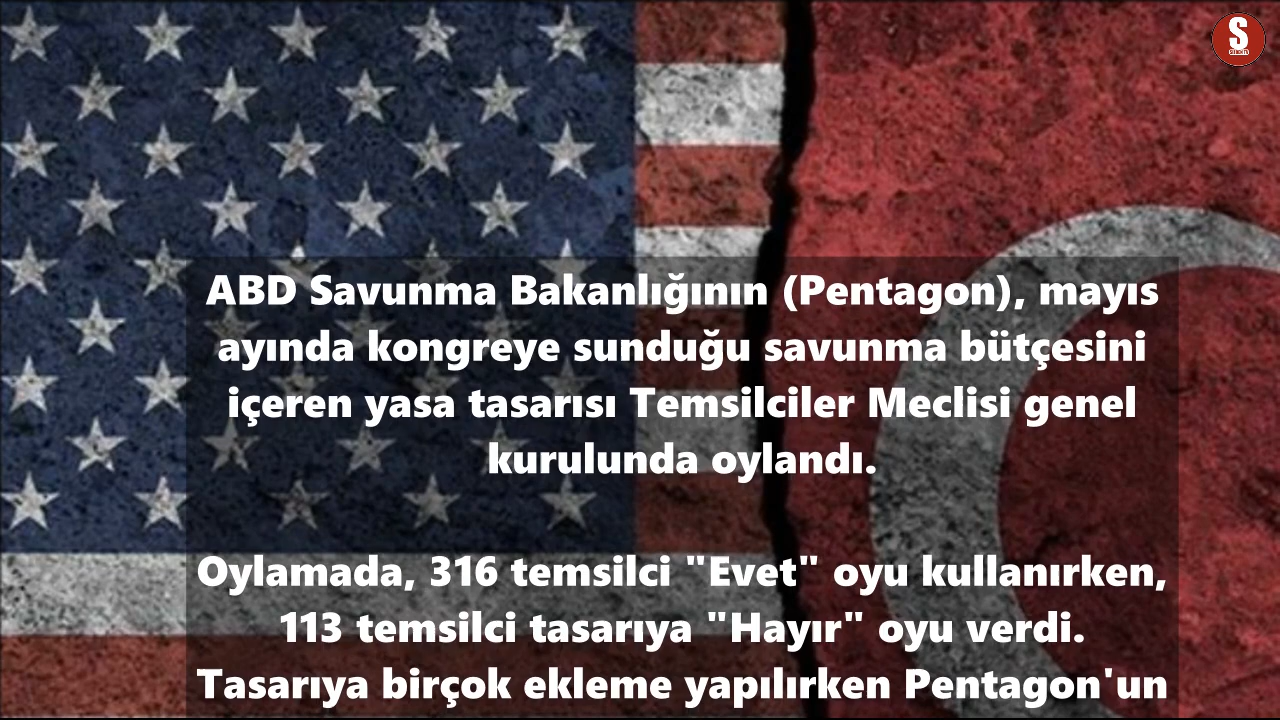 S
ABD Savunma Bakanlığının (Pentagon), mayıs
ayında kongreye sunduğu savunma bütçesini
içeren yasa tasarısı Temsilciler Meclisi genel
kurulunda oylandı.
Oylamada, 316 temsilci "Evet" oyu kullanırken,
113 temsilci tasarıya "Hayır" oyu verdi.
Tasarıya birçok ekleme yapılırken Pentagon'un